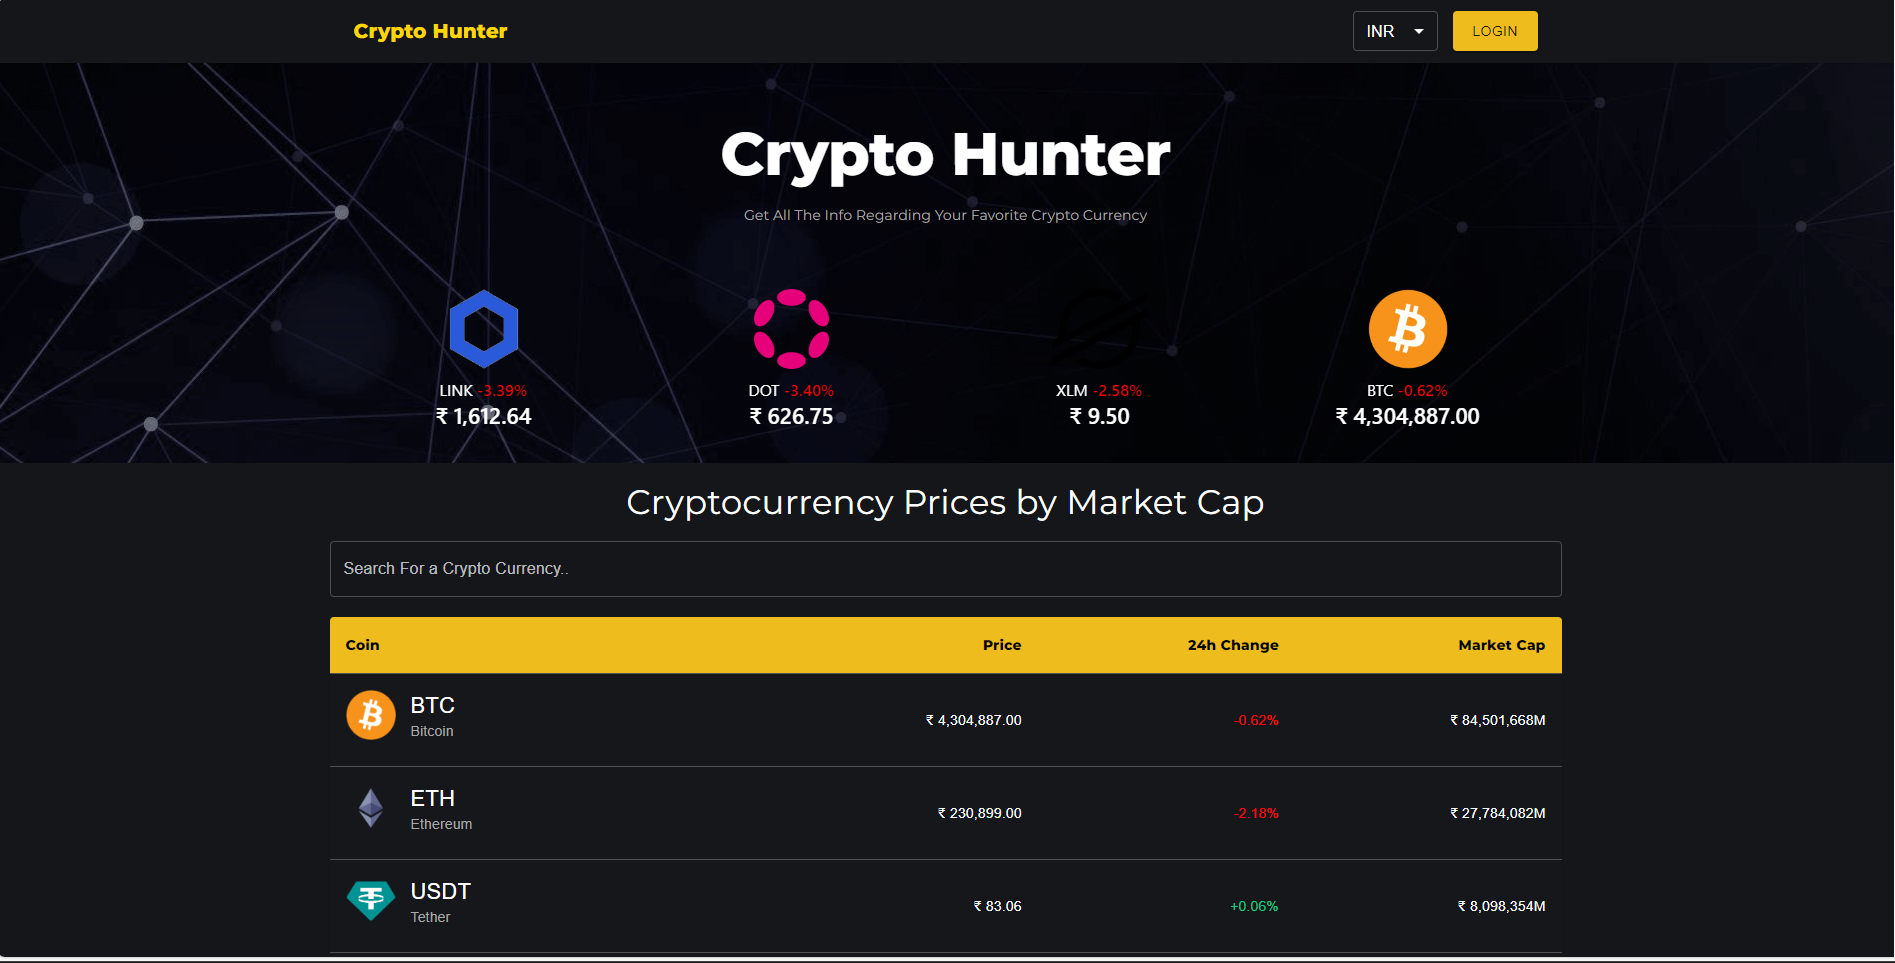 Crypto Hunter
INR
LOGIN
Crypto Hunter
Get All The Info Regarding Your Favorite Crypto Currency
LINK -3.39%
₹ 1,612.64
DOT -3.40%
₹ 626.75
XLM -2.58%
₹ 9.50
BTC -0.62%
₹ 4,304,887.00
Cryptocurrency Prices by Market Cap
Search For a Crypto Currency..
Coin Price 24h Change Market Cap
BTC
Bitcoin
₹ 4,304,887.00 -0.62% ₹ 84,501,668M
ETH
Ethereum
₹ 230,899.00 -2.18% ₹ 27,784,082M
USDT
Tether
₹ 83.06 +0.06% ₹ 8,098,354M